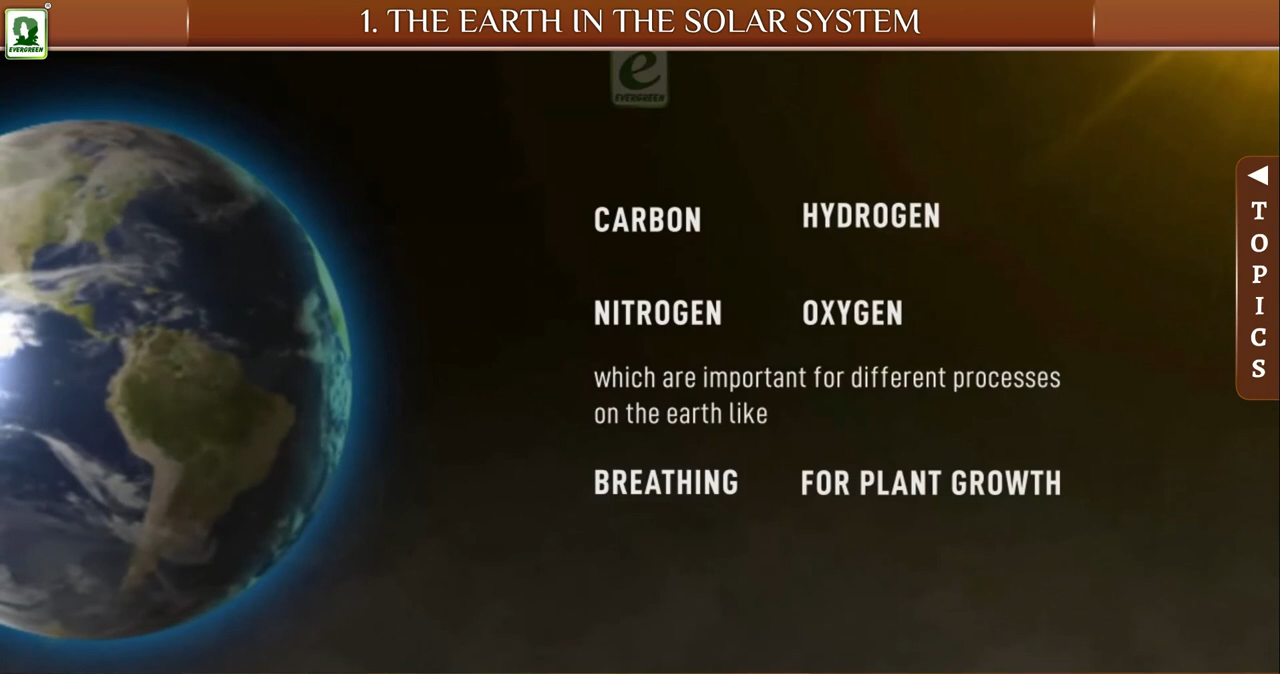 1. THE EARTH IN THE SOLAR SYSTEM
EVERGREEN
e
EVERGREEN
CARBON HYDROGEN
NITROGEN OXYGEN
which are important for different processes
on the earth like
BREATHING FOR PLANT GROWTH
TOPICS